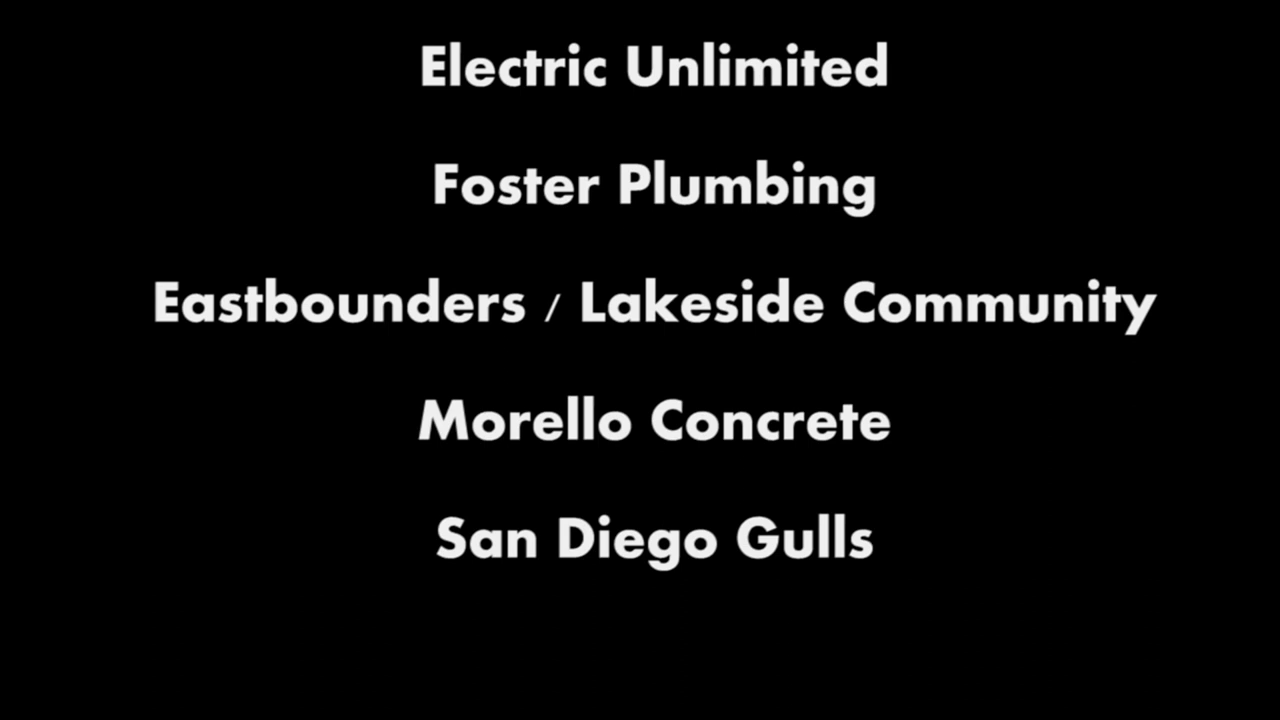 Electric Unlimited
Foster Plumbing
Eastbounders / Lakeside Community
Morello Concrete
San Diego Gulls